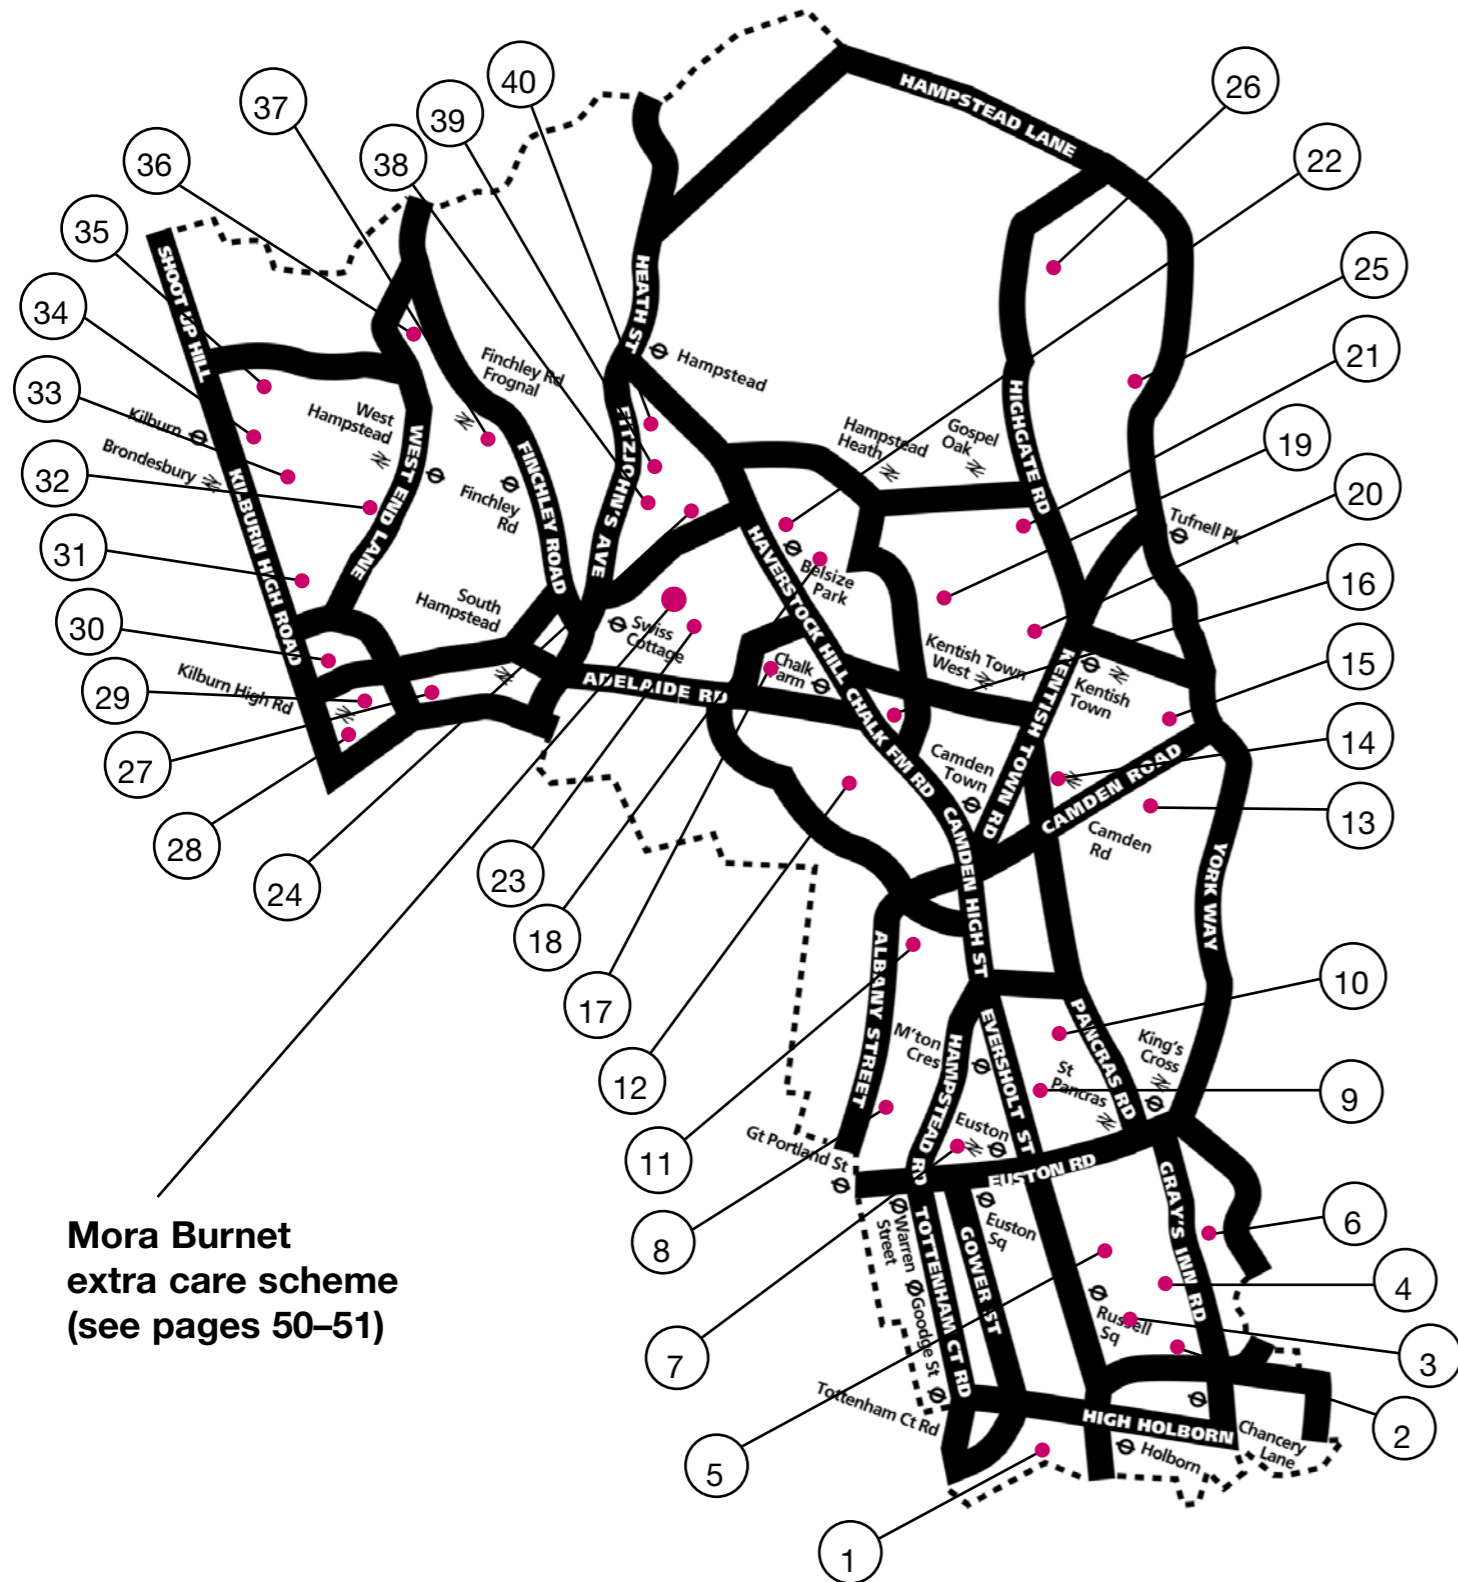 40
26
37
39
22
38
36
35
25
34
21
33
19
32
20
31
16
30
15
29
14
27
13
28
24
23
18
17
12
10
9
11
8
6
7
4
3
5
2
1
HAMPSTEAD LANE
SHOOT UP HILL
HEATH ST
Hampstead
Finchley Rd
Frognal
West
Hampstead
Kilburn
Brondesbury
KILBURN HIGH ROAD
WEST END LANE
FINCHLEY ROAD
Finchley
Rd
FITZJOHN'S AVE
Hampstead
Heath
Gospel
Oak
HIGHGATE RD
Tufnell Pk
HAVERSTOCK HILL
Belsize
Park
South
Hampstead
Swiss
Cottage
Kilburn High Rd
ADELAIDE RD
Chalk
Farm
CHALK FM RD
Kentish Town
West
KENTISH TOWN RD
Kentish
Town
Camden
Town
CAMDEN ROAD
Camden
Rd
CAMDEN HIGH ST
YORK WAY
ALBANY STREET
M'ton
Cres
HAMPSTEAD RD
EVERSHOLT ST
PANCRAS RD
King's
Cross
St
Pancras
Euston
Gt Portland St
EUSTON RD
Warren
Street
Euston
Sq
TOTTENHAM CT RD
GOWER ST
Goodge St
GRAY'S INN RD
Russell
Sq
Tottenham Ct Rd
HIGH HOLBORN
Holborn
Chancery
Lane
Mora Burnet
extra care scheme
(see pages 50–51)